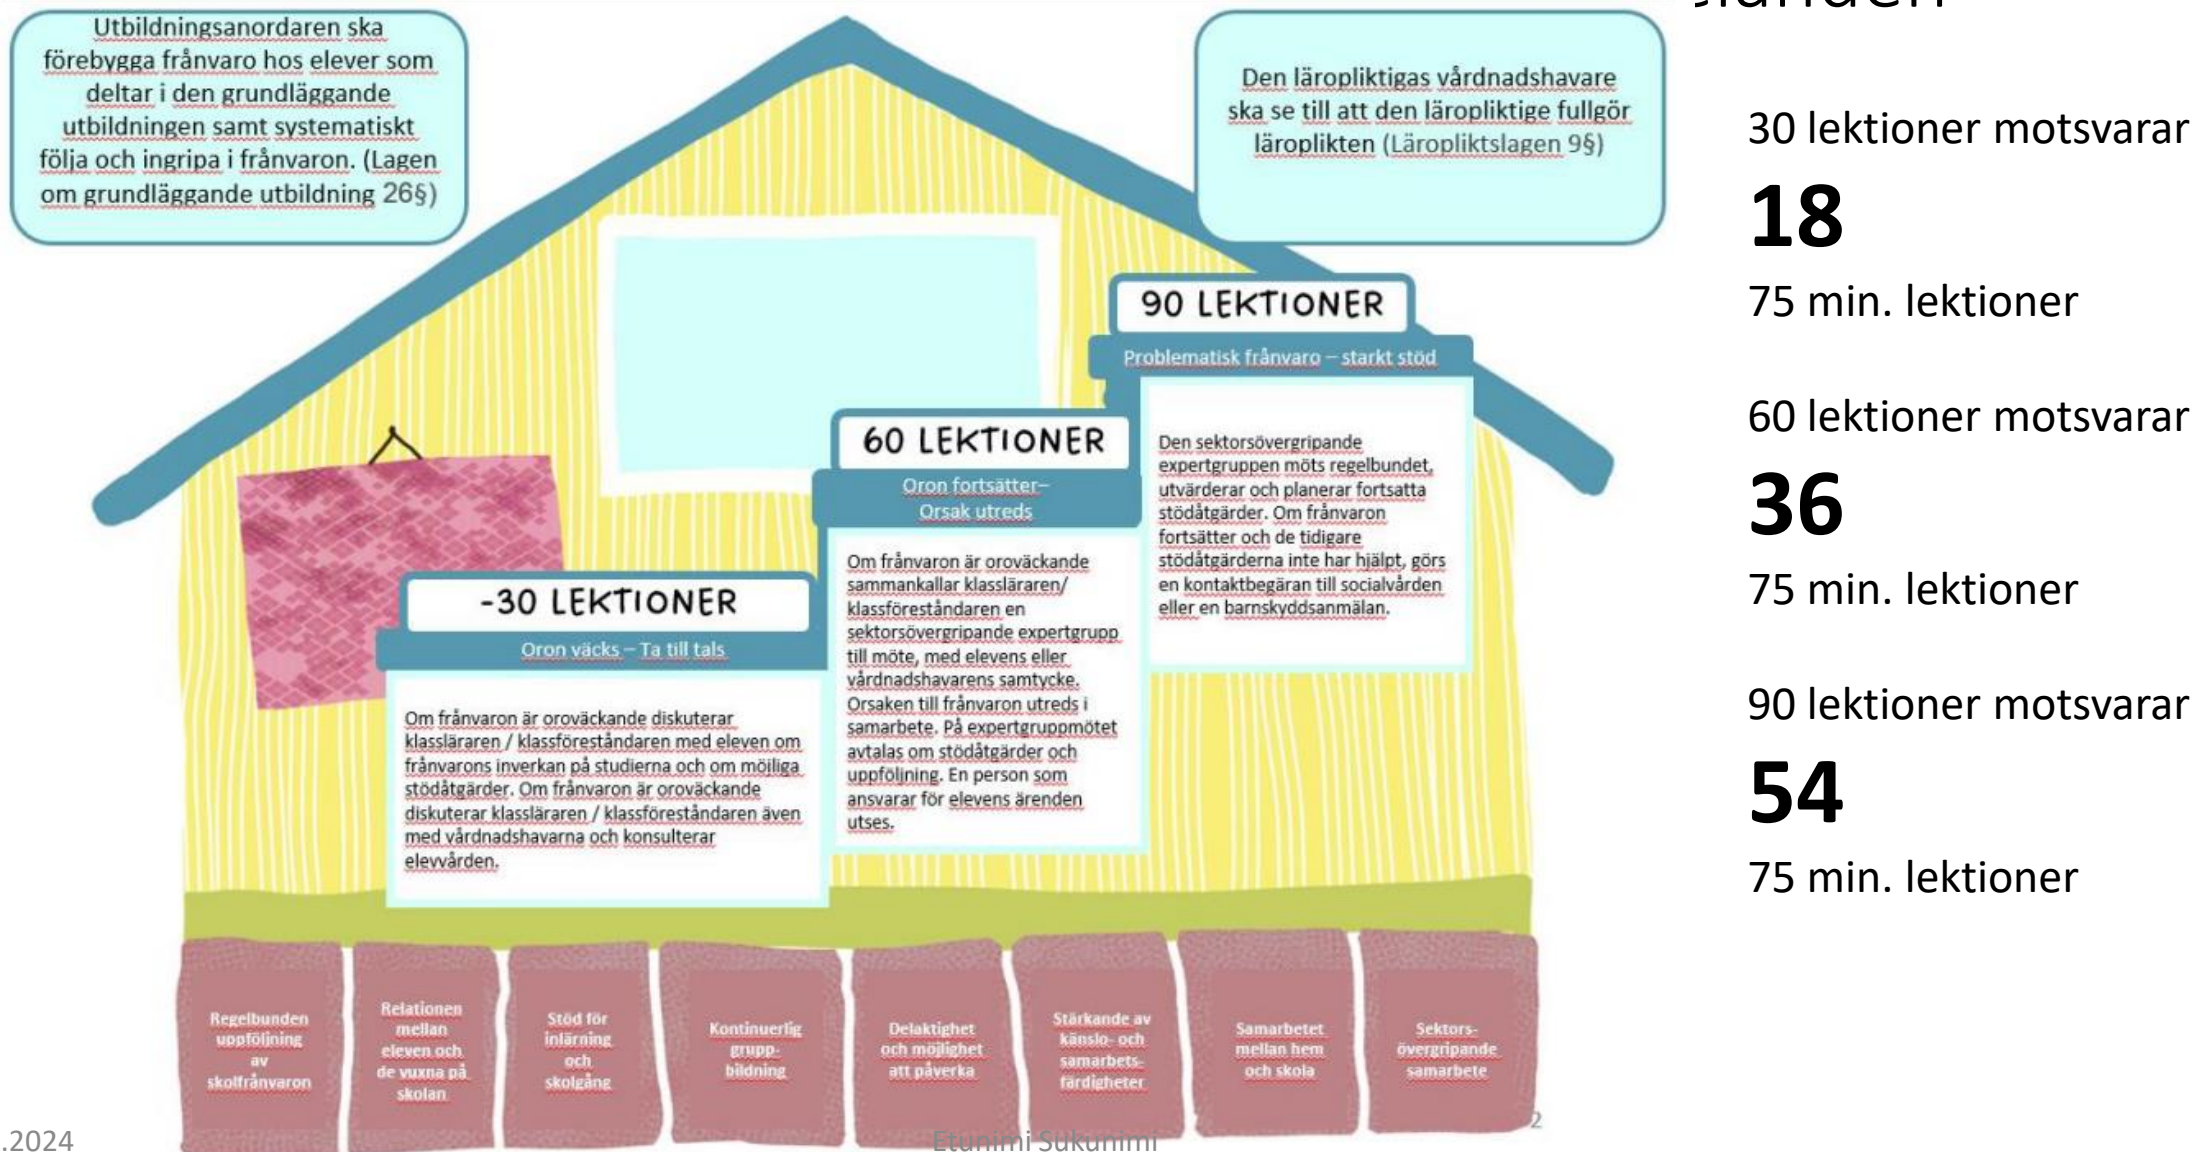 Utbildningsanordaren ska
förebygga frånvaro hos elever som
deltar i den grundläggande
utbildningen samt systematiskt
följa och ingripa i frånvaron. (Lagen
om grundläggande utbildning 26§)
Den läropliktigas vårdnadshavare
ska se till att den läropliktige fullgör
läroplikten (Läropliktslagen 9§)
90 LEKTIONER
Problematisk frånvaro – starkt stöd
Den sektorsövergripande
expertgruppen möts regelbundet,
utvärderar och planerar fortsatta
stödåtgärder. Om frånvaron
fortsätter och de tidigare
stödåtgärderna inte har hjälpt, görs
en kontaktbegäran till socialvården
eller en barnskyddsanmälan.
60 LEKTIONER
Oron fortsätter–
Orsak utreds
Om frånvaron är oroväckande
sammankallar klassläraren/
klassföreståndaren en
sektorsövergripande expertgrupp
till möte, med elevens eller
vårdnadshavarens samtycke.
Orsaken till frånvaron utreds i
samarbete. På expertgruppmötet
avtalas om stödåtgärder och
uppföljning. En person som
ansvarar för elevens ärenden
utses.
-30 LEKTIONER
Oron väcks – Ta till tals
Om frånvaron är oroväckande diskuterar
klassläraren / klassföreståndaren med eleven om
frånvarons inverkan på studierna och om möjliga
stödåtgärder. Om frånvaron är oroväckande
diskuterar klassläraren / klassföreståndaren även
med vårdnadshavarna och konsulterar
elevvården.
30 lektioner motsvarar
18
75 min. lektioner
60 lektioner motsvarar
36
75 min. lektioner
90 lektioner motsvarar
54
75 min. lektioner
Regelbunden
uppföljning
av
skolfrånvaron
Relationen
mellan
eleven och
de vuxna på
skolan
Stöd för
inlärning
och
skolgång
Kontinuerlig
grupp-
bildning
Delaktighet
och möjlighet
att påverka
Stärkande av
känslo- och
samarbets-
färdigheter
Samarbetet
mellan hem
och skola
Sektors-
övergripande
samarbete
.2024
Etunimi Sukunimi
2